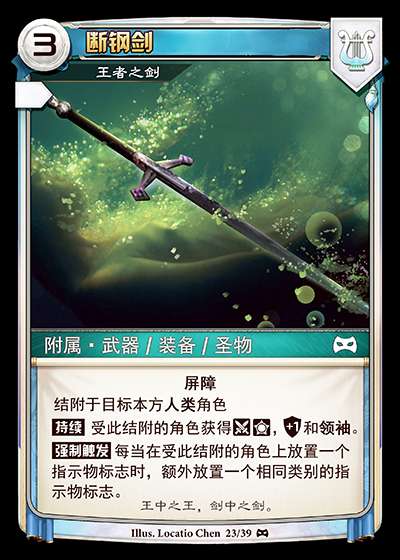 3
断钢剑
王者之剑
附属·武器/装备/圣物
屏障
结附于目标本方人类角色
持续 受此结附的角色获得，+1和领袖。
强制触发 每当在受此结附的角色上放置一个
指示物标志时，额外放置一个相同类别的指
示物标志。
王中之王，剑中之剑。
Illus. Locatio Chen 23/39